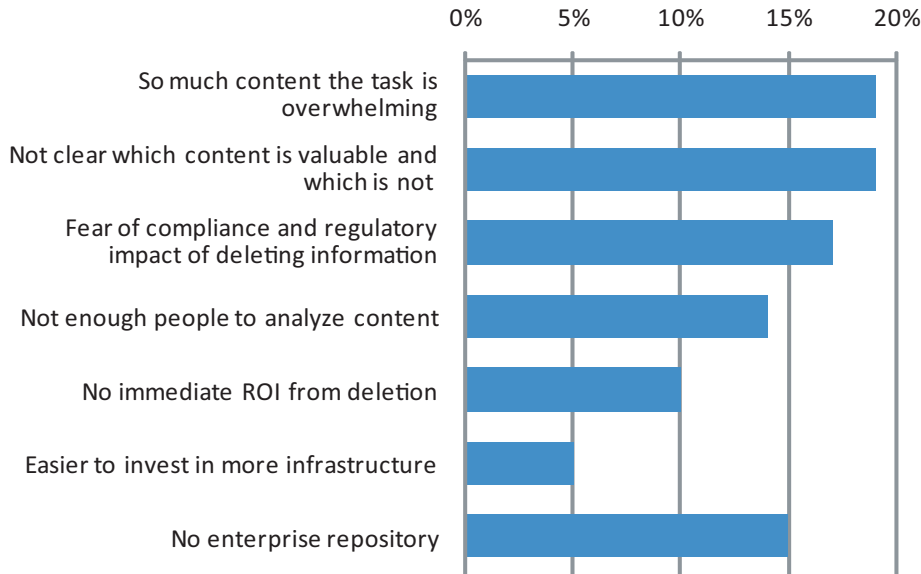 0% 5% 10% 15% 20%
So much content the task is
overwhelming
Not clear which content is valuable and
which is not
Fear of compliance and regulatory
impact of deleting information
Not enough people to analyze content
No immediate ROI from deletion
Easier to invest in more infrastructure
No enterprise repository